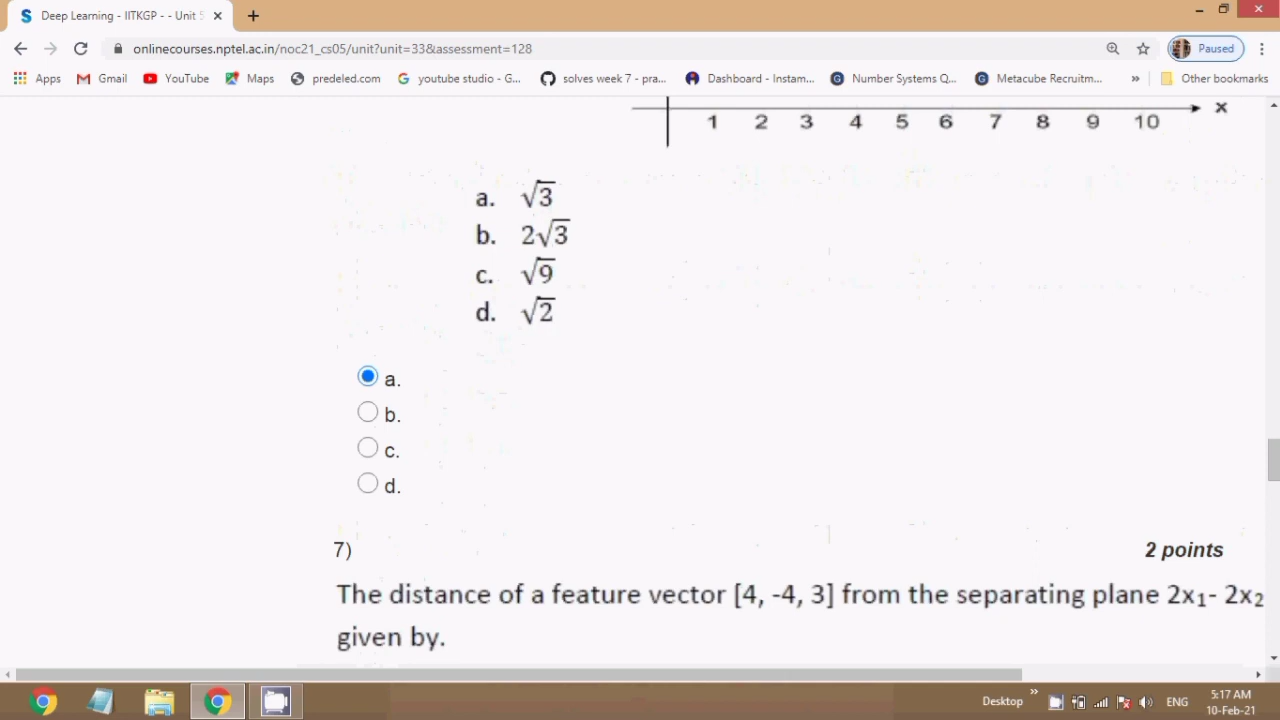 Deep Learning - IITKGP - - Unit 5
onlinecourses.nptel.ac.in/noc21_cs05/unit?unit=33&assessment=128
Paused
Apps
Gmail
YouTube
Maps
predeled.com
youtube studio - G...
solves week 7 - pra...
Dashboard - Instam...
Number Systems Q...
Metacube Recruitm...
»
Other bookmarks
1 2 3 4 5 6 7 8 9 10
x
a. √3
b. 2√3
c. √9
d. √2
a.
b.
c.
d.
7)
2 points
The distance of a feature vector [4, -4, 3] from the separating plane 2x₁- 2x₂
given by.
Desktop
»
ENG
5:17 AM
10-Feb-21